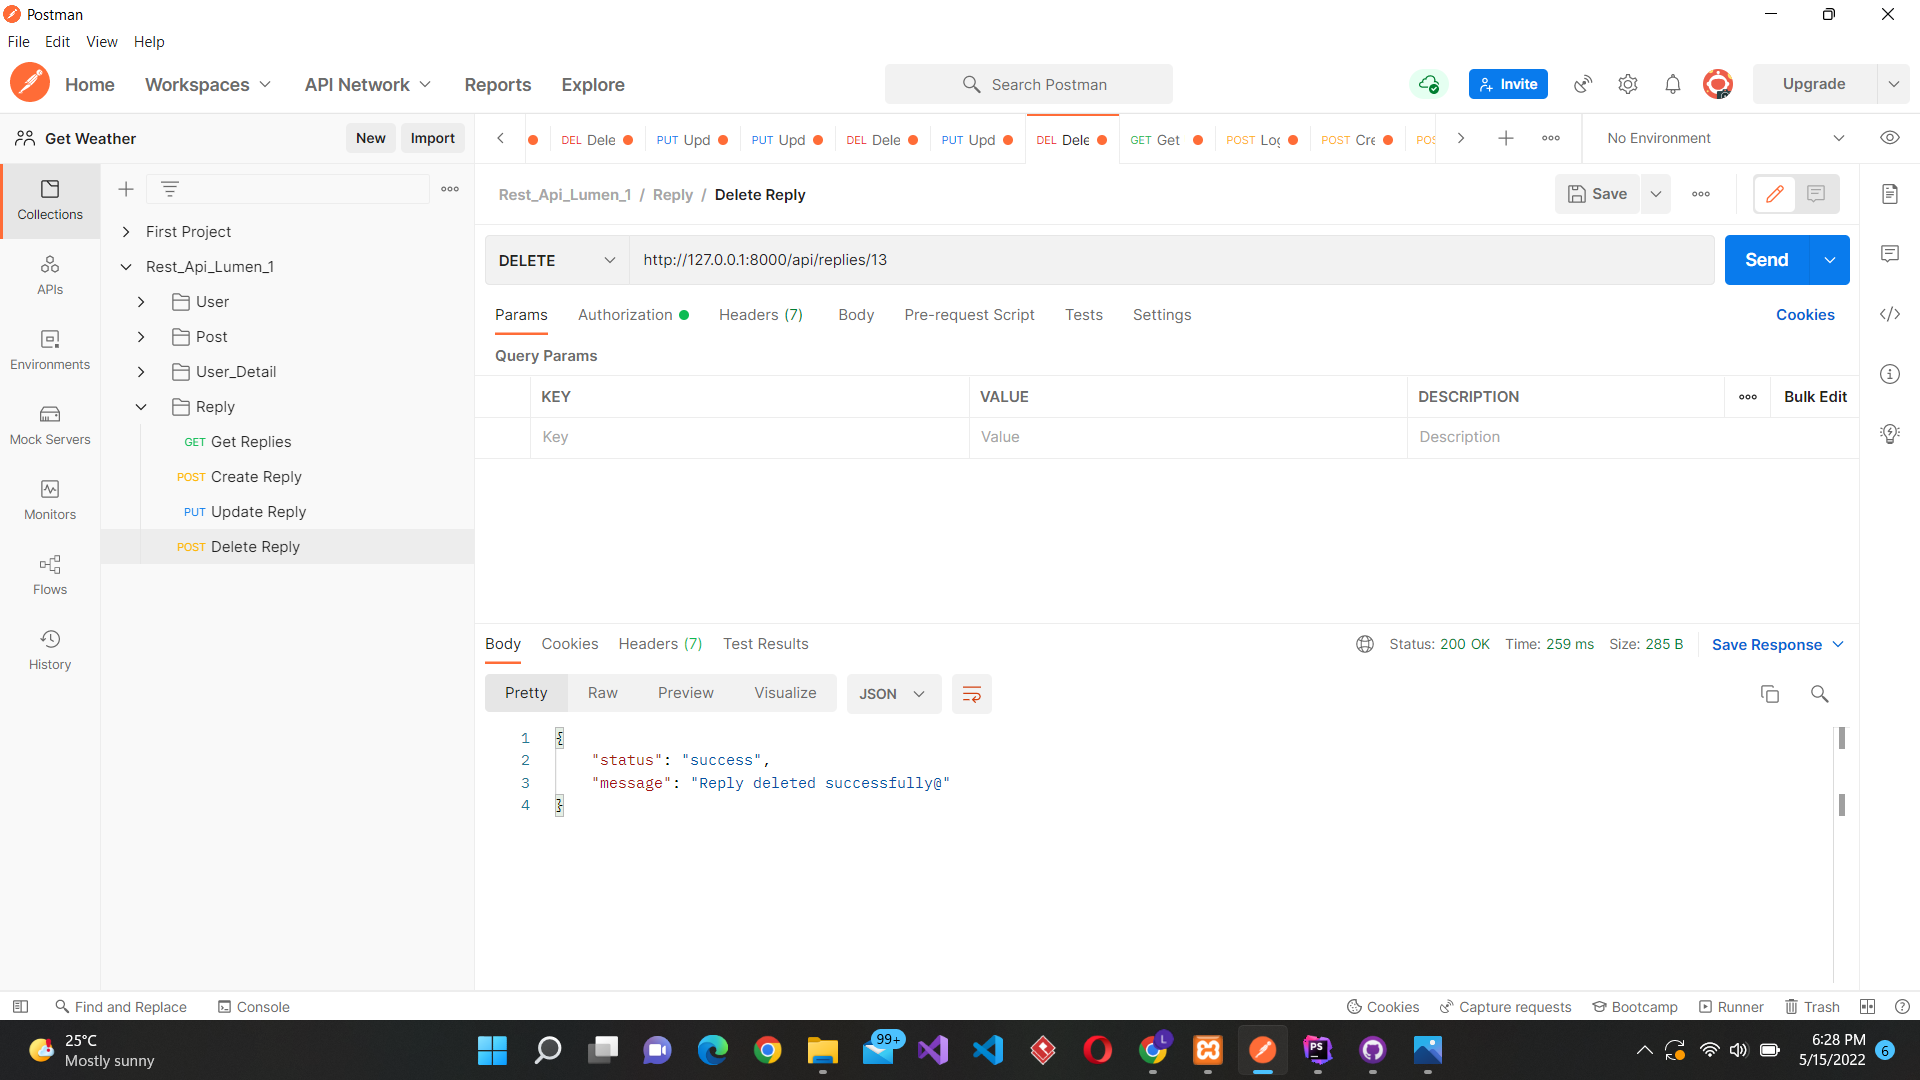 Postman
File Edit View Help
Home Workspaces API Network Reports Explore Search Postman Invite Upgrade
Get Weather New Import
DEL Dele PUT Upd PUT Upd DEL Dele PUT Upd DEL Dele GET Get POST Log POST Cre POS No Environment
Collections
APIs
Environments
Mock Servers
Monitors
Flows
History
First Project
Rest_Api_Lumen_1
User
Post
User_Detail
Reply
GET Get Replies
POST Create Reply
PUT Update Reply
POST Delete Reply
Rest_Api_Lumen_1 / Reply / Delete Reply Save
DELETE http://127.0.0.1:8000/api/replies/13 Send
Params Authorization Headers (7) Body Pre-request Script Tests Settings Cookies
Query Params
KEY VALUE DESCRIPTION Bulk Edit
Key Value Description
Body Cookies Headers (7) Test Results Status: 200 OK Time: 259 ms Size: 285 B Save Response
Pretty Raw Preview Visualize JSON
1 {
2 "status": "success",
3 "message": "Reply deleted successfully@"
4 }
Find and Replace Console Cookies Capture requests Bootcamp Runner Trash
25°C
Mostly sunny
99+
L
PS
6:28 PM
5/15/2022
6